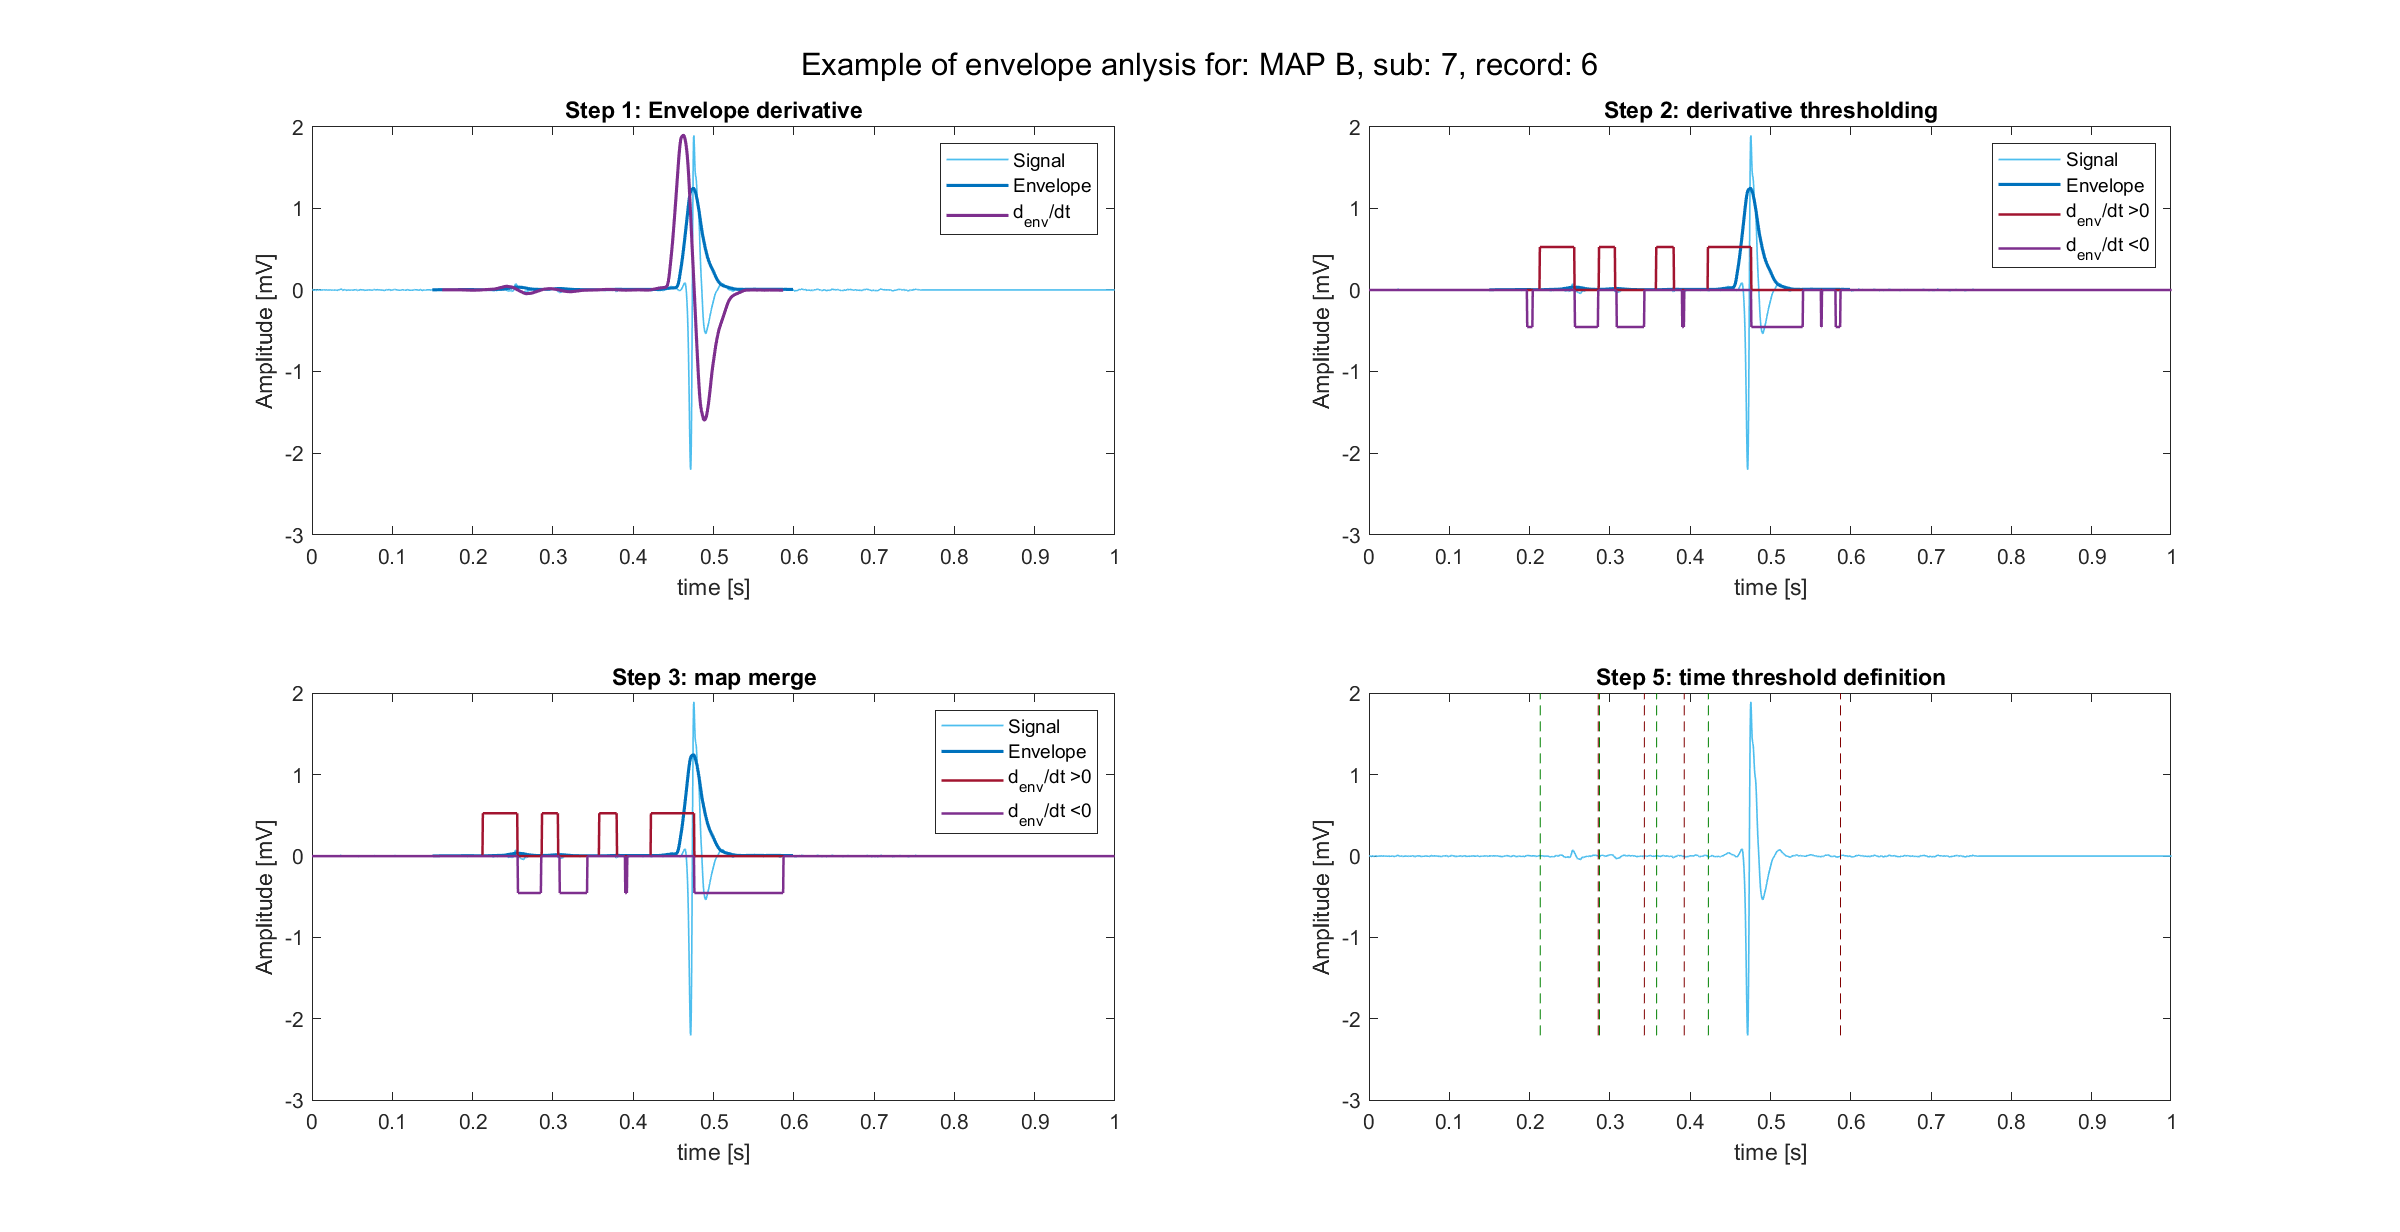 Example of envelope anlysis for: MAP B, sub: 7, record: 6
Step 1: Envelope derivative
Signal
Envelope
d_env/dt
2
1
0
-1
-2
-3
Amplitude [mV]
0 0.1 0.2 0.3 0.4 0.5 0.6 0.7 0.8 0.9 1
time [s]
Step 2: derivative thresholding
Signal
Envelope
d_env/dt >0
d_env/dt <0
2
1
0
-1
-2
-3
Amplitude [mV]
0 0.1 0.2 0.3 0.4 0.5 0.6 0.7 0.8 0.9 1
time [s]
Step 3: map merge
Signal
Envelope
d_env/dt >0
d_env/dt <0
2
1
0
-1
-2
-3
Amplitude [mV]
0 0.1 0.2 0.3 0.4 0.5 0.6 0.7 0.8 0.9 1
time [s]
Step 5: time threshold definition
2
1
0
-1
-2
-3
Amplitude [mV]
0 0.1 0.2 0.3 0.4 0.5 0.6 0.7 0.8 0.9 1
time [s]